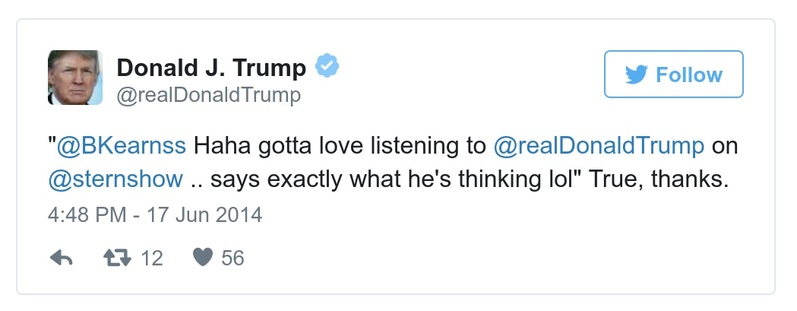 Donald J. Trump
@realDonaldTrump
Follow
"@BKearnss Haha gotta love listening to @realDonaldTrump on
@sternshow .. says exactly what he's thinking lol" True, thanks.
4:48 PM - 17 Jun 2014
12 56